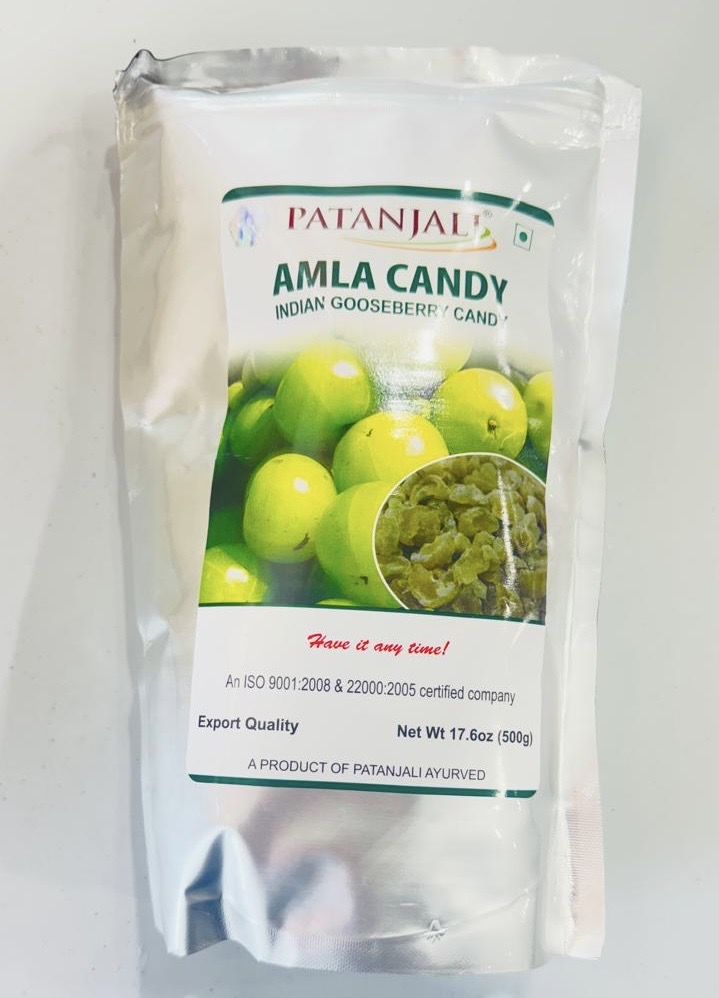 PATANJALI®
AMLA CANDY
INDIAN GOOSEBERRY CANDY
Have it any time!
An ISO 9001:2008 & 22000:2005 certified company
Export Quality
Net Wt 17.6oz (500g)
A PRODUCT OF PATANJALI AYURVED